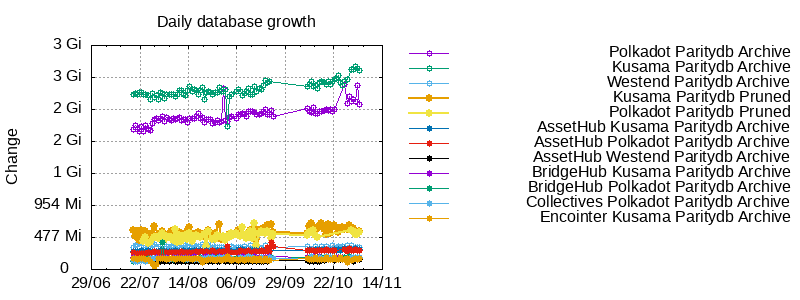 Daily database growth
3 Gi
3 Gi
2 Gi
2 Gi
1 Gi
954 Mi
477 Mi
0
Change
29/06 22/07 14/08 06/09 29/09 22/10 14/11
Polkadot Paritydb Archive
Kusama Paritydb Archive
Westend Paritydb Archive
Kusama Paritydb Pruned
Polkadot Paritydb Pruned
AssetHub Kusama Paritydb Archive
AssetHub Polkadot Paritydb Archive
AssetHub Westend Paritydb Archive
BridgeHub Kusama Paritydb Archive
BridgeHub Polkadot Paritydb Archive
Collectives Polkadot Paritydb Archive
Encointer Kusama Paritydb Archive